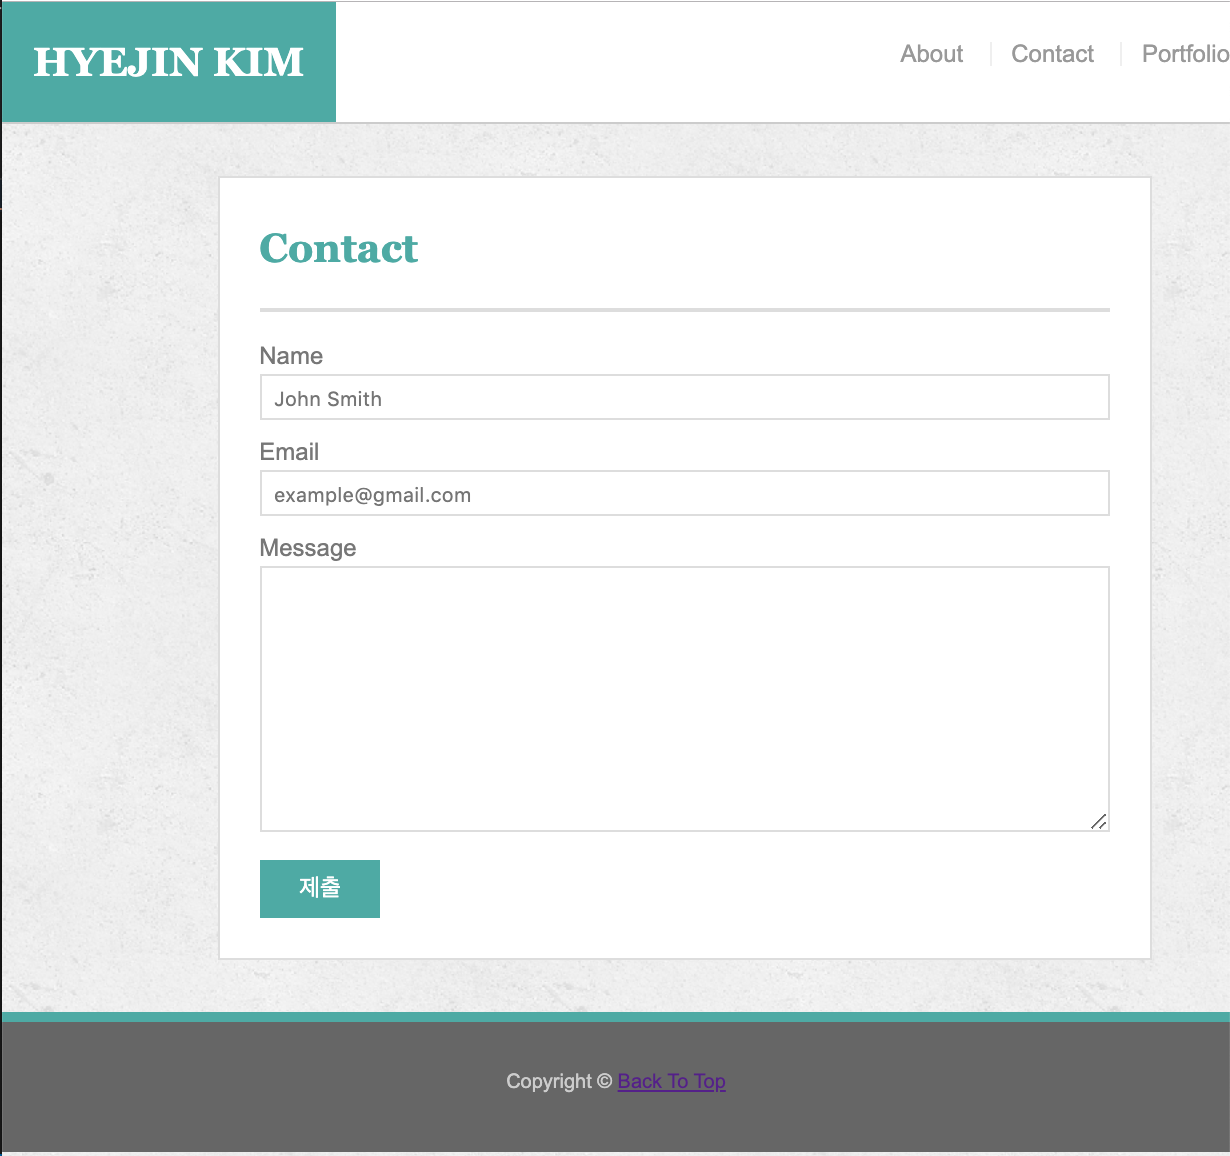 HYEJIN KIM
About Contact Portfolio
Contact
Name
John Smith
Email
example@gmail.com
Message
제출
Copyright © Back To Top